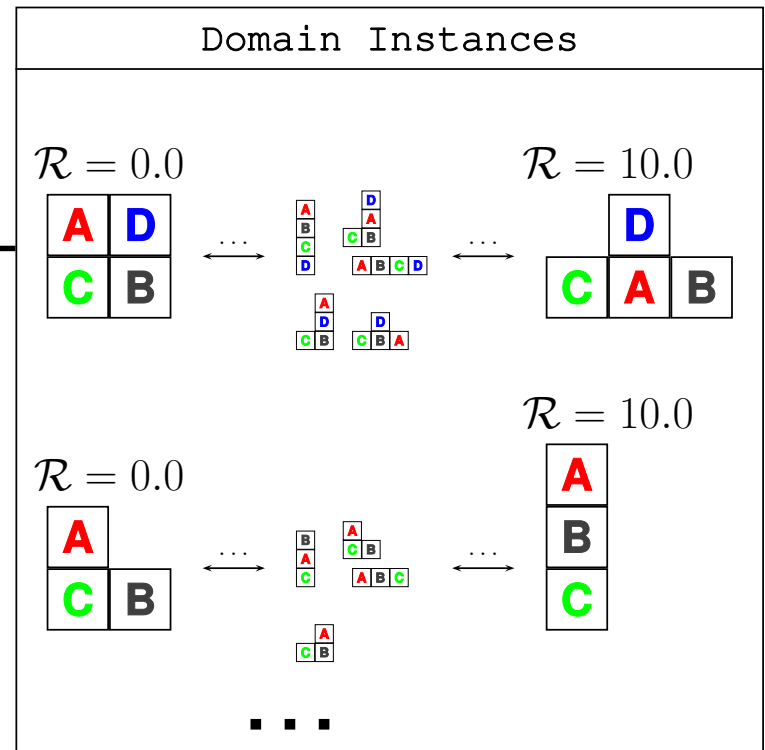 Domain Instances
R = 0.0
R = 10.0
A D
C B
...
A
B
C
D
D
A
C B
A B C D
A
D
C B
D
C B A
...
D
C A B
R = 0.0
R = 10.0
A
C B
...
B
A
C
A
C B
A B C
A
C B
...
A
B
C
...